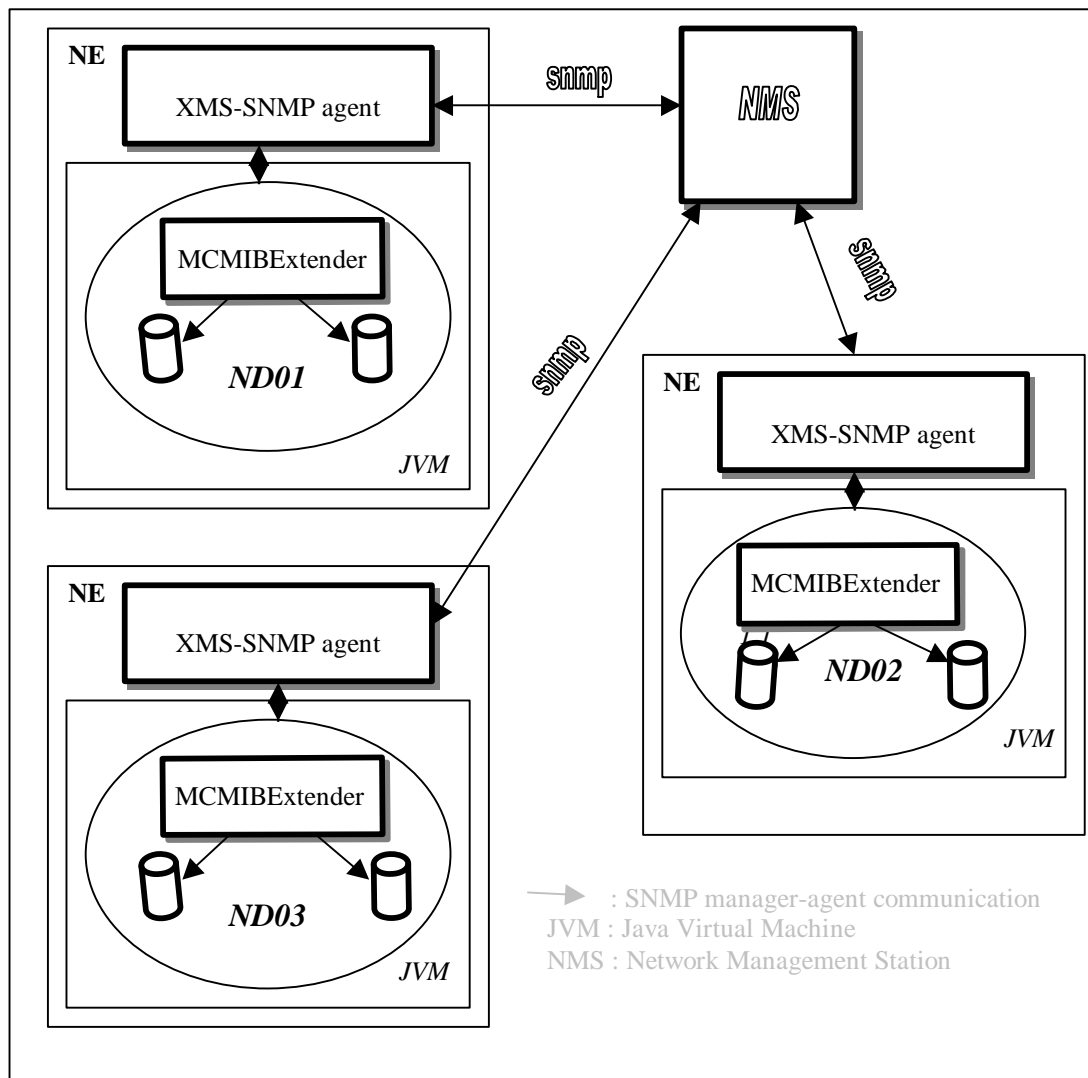 NE
XMS-SNMP agent
MCMIBExtender
ND01
JVM
snmp
NMS
snmp
snmp
NE
XMS-SNMP agent
MCMIBExtender
ND02
JVM
NE
XMS-SNMP agent
MCMIBExtender
ND03
JVM
: SNMP manager-agent communication
JVM : Java Virtual Machine
NMS : Network Management Station